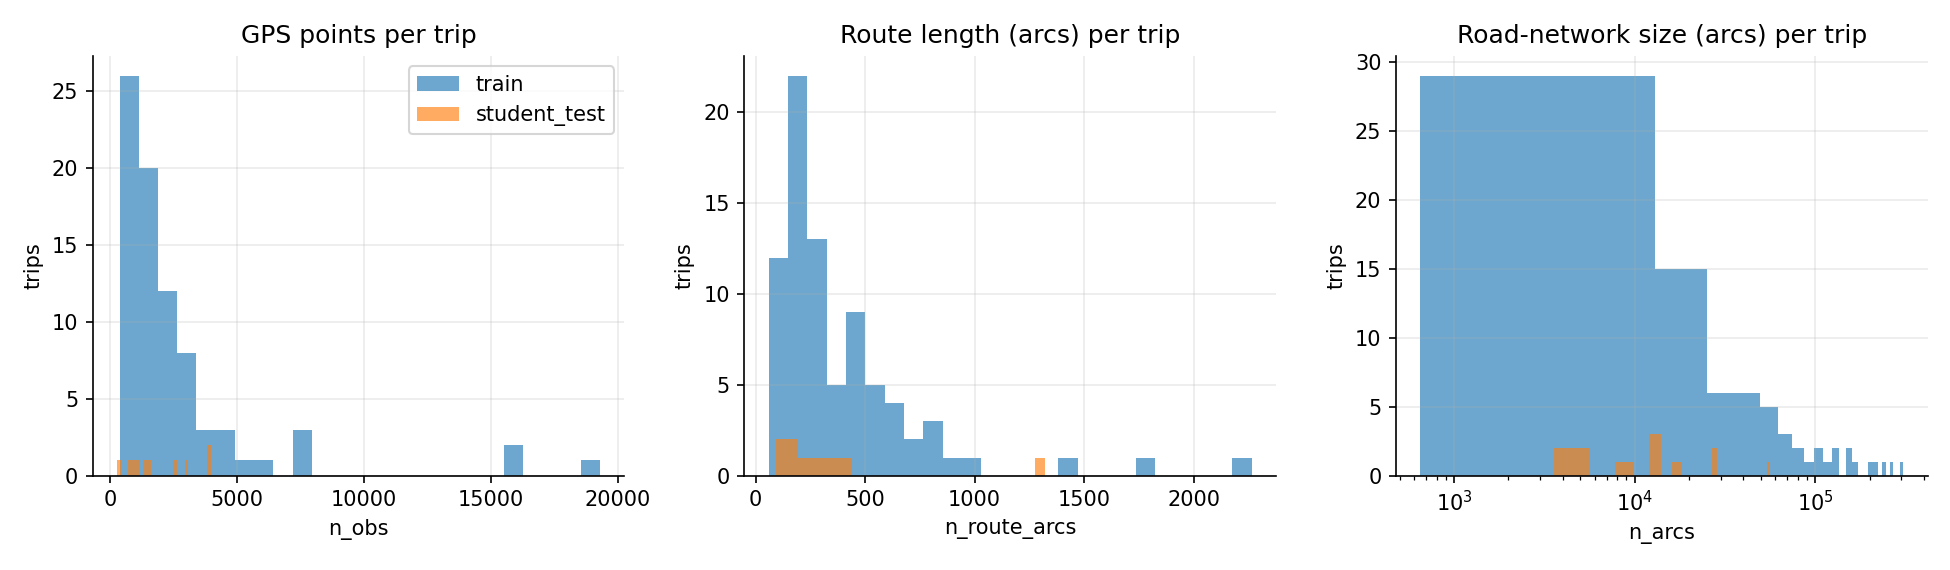 GPS points per trip
train
student_test
trips
25
20
15
10
5
0
0 5000 10000 15000 20000
n_obs
Route length (arcs) per trip
trips
20
15
10
5
0
0 500 1000 1500 2000
n_route_arcs
Road-network size (arcs) per trip
trips
30
25
20
15
10
5
0
10³ 10⁴ 10⁵
n_arcs